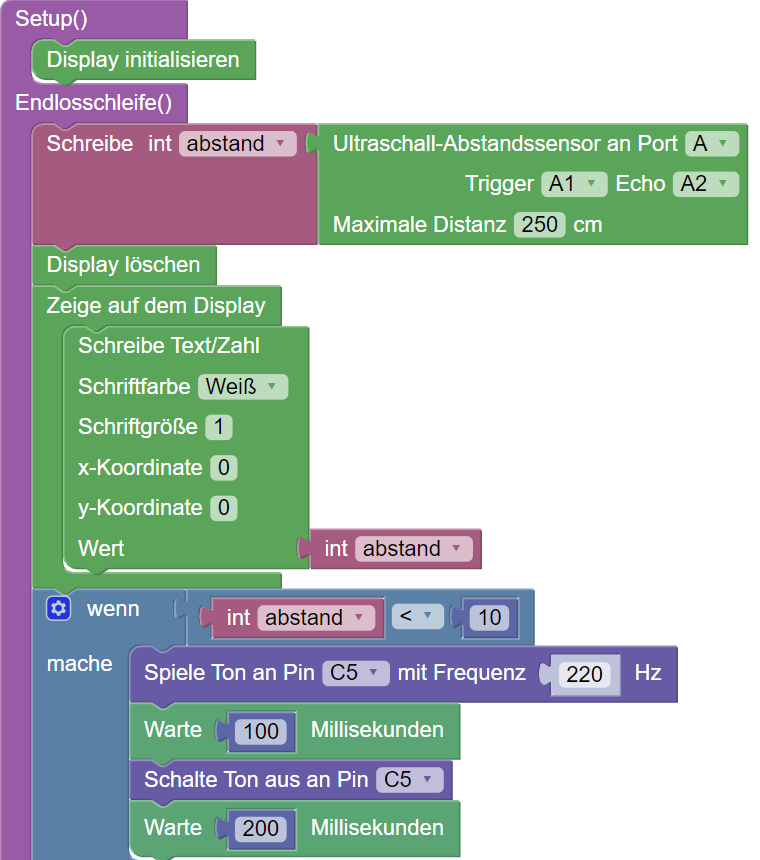 Setup()
Display initialisieren
Endlosschleife()
Schreibe int abstand Ultraschall-Abstandssensor an Port A
Trigger A1 Echo A2
Maximale Distanz 250 cm
Display löschen
Zeige auf dem Display
Schreibe Text/Zahl
Schriftfarbe Weiß
Schriftgröße 1
x-Koordinate 0
y-Koordinate 0
Wert int abstand
wenn int abstand < 10
mache Spiele Ton an Pin C5 mit Frequenz 220 Hz
Warte 100 Millisekunden
Schalte Ton aus an Pin C5
Warte 200 Millisekunden